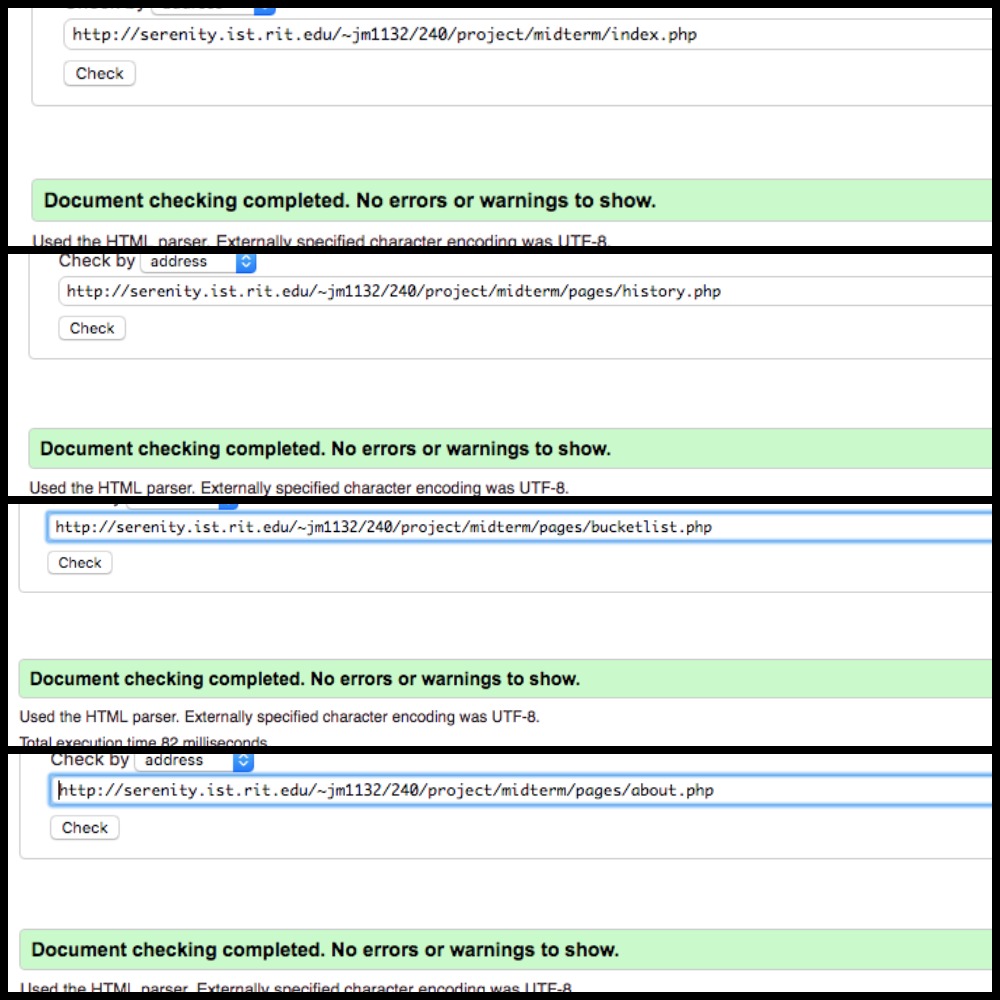 Check by address
http://serenity.ist.rit.edu/~jm1132/240/project/midterm/index.php
Check
Document checking completed. No errors or warnings to show.
Used the HTML parser. Externally specified character encoding was UTF-8.
Check by address
http://serenity.ist.rit.edu/~jm1132/240/project/midterm/pages/history.php
Check
Document checking completed. No errors or warnings to show.
Used the HTML parser. Externally specified character encoding was UTF-8.
http://serenity.ist.rit.edu/~jm1132/240/project/midterm/pages/bucketlist.php
Check
Document checking completed. No errors or warnings to show.
Used the HTML parser. Externally specified character encoding was UTF-8.
Total execution time 82 milliseconds
Check by address
http://serenity.ist.rit.edu/~jm1132/240/project/midterm/pages/about.php
Check
Document checking completed. No errors or warnings to show.
Used the HTML parser. Externally specified character encoding was UTF-8